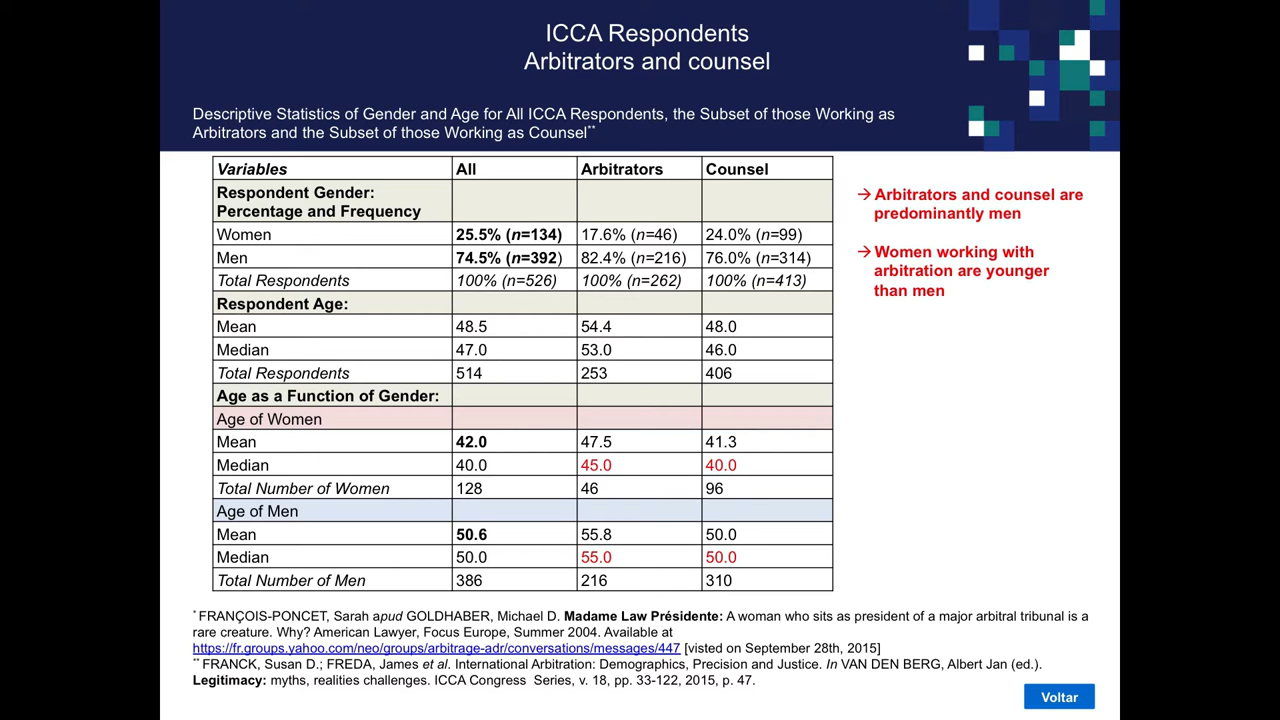 ICCA Respondents
Arbitrators and counsel
Descriptive Statistics of Gender and Age for All ICCA Respondents, the Subset of those Working as
Arbitrators and the Subset of those Working as Counsel**
Variables All Arbitrators Counsel
Respondent Gender:
Percentage and Frequency
Women 25.5% (n=134) 17.6% (n=46) 24.0% (n=99)
Men 74.5% (n=392) 82.4% (n=216) 76.0% (n=314)
Total Respondents 100% (n=526) 100% (n=262) 100% (n=413)
Respondent Age:
Mean 48.5 54.4 48.0
Median 47.0 53.0 46.0
Total Respondents 514 253 406
Age as a Function of Gender:
Age of Women
Mean 42.0 47.5 41.3
Median 40.0 45.0 40.0
Total Number of Women 128 46 96
Age of Men
Mean 50.6 55.8 50.0
Median 50.0 55.0 50.0
Total Number of Men 386 216 310
→ Arbitrators and counsel are
predominantly men
→ Women working with
arbitration are younger
than men
* FRANÇOIS-PONCET, Sarah apud GOLDHABER, Michael D. Madame Law Présidente: A woman who sits as president of a major arbitral tribunal is a
rare creature. Why? American Lawyer, Focus Europe, Summer 2004. Available at
https://fr.groups.yahoo.com/neo/groups/arbitrage-adr/conversations/messages/447 [visted on September 28th, 2015]
** FRANCK, Susan D.; FREDA, James et al. International Arbitration: Demographics, Precision and Justice. In VAN DEN BERG, Albert Jan (ed.).
Legitimacy: myths, realities challenges. ICCA Congress Series, v. 18, pp. 33-122, 2015, p. 47.
Voltar